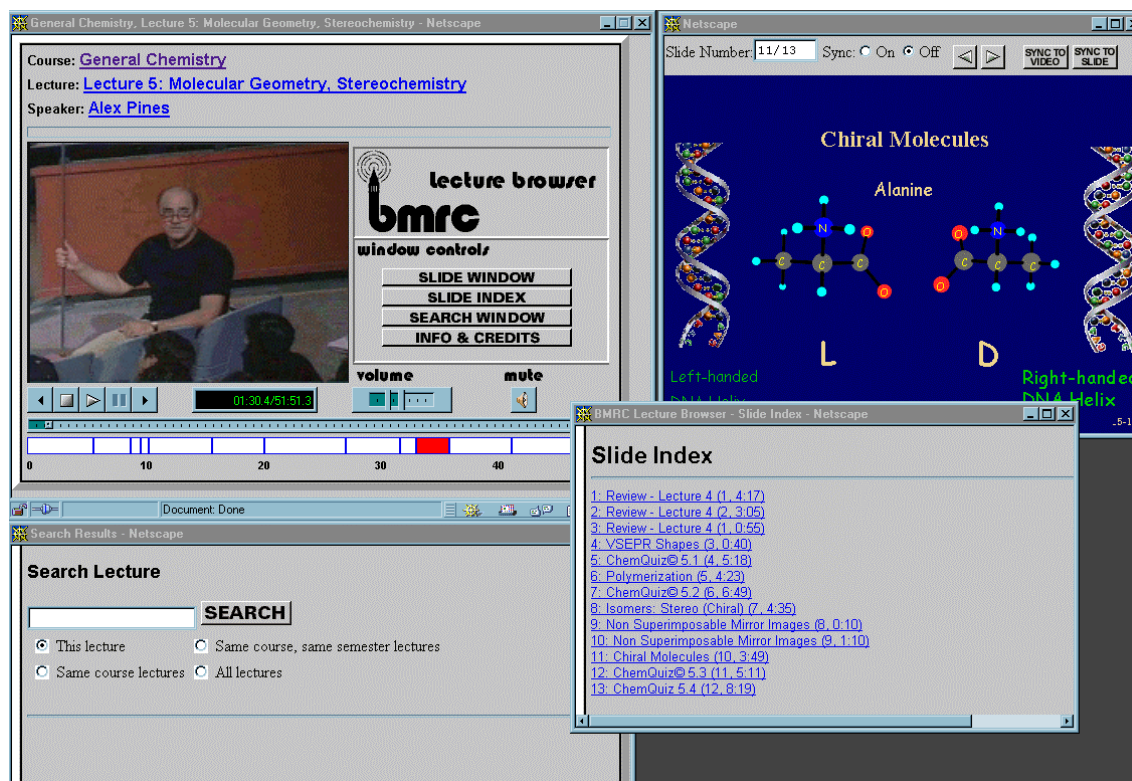 General Chemistry, Lecture 5: Molecular Geometry, Stereochemistry - Netscape
Course: General Chemistry
Lecture: Lecture 5: Molecular Geometry, Stereochemistry
Speaker: Alex Pines
lecture browser
bmrc
window controls
SLIDE WINDOW
SLIDE INDEX
SEARCH WINDOW
INFO & CREDITS
volume mute
01:30.4/51:51.3
0 10 20 30 40
Document: Done
Netscape
Slide Number: 11/13 Sync: On Off SYNC TO VIDEO SYNC TO SLIDE
Chiral Molecules
Alanine
N O O N
C C C C C C
O O
L D
Left-handed Right-handed
DNA Helix DNA Helix
Search Results - Netscape
Search Lecture
SEARCH
This lecture Same course, same semester lectures
Same course lectures All lectures
BMRC Lecture Browser - Slide Index - Netscape
Slide Index
1: Review - Lecture 4 (1, 4:17)
2: Review - Lecture 4 (2, 3:05)
3: Review - Lecture 4 (1, 0:55)
4: VSEPR Shapes (3, 0:40)
5: ChemQuiz© 5.1 (4, 5:18)
6: Polymerization (5, 4:23)
7: ChemQuiz© 5.2 (6, 6:49)
8: Isomers: Stereo (Chiral) (7, 4:35)
9: Non Superimposable Mirror Images (8, 0:10)
10: Non Superimposable Mirror Images (9, 1:10)
11: Chiral Molecules (10, 3:49)
12: ChemQuiz© 5.3 (11, 5:11)
13: ChemQuiz 5.4 (12, 8:19)